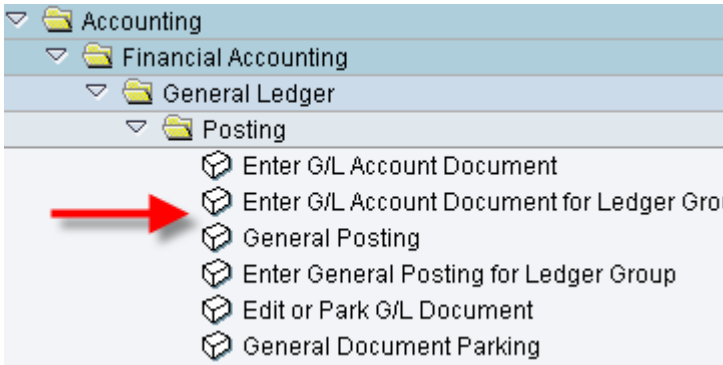 Accounting
Financial Accounting
General Ledger
Posting
Enter G/L Account Document
Enter G/L Account Document for Ledger Gro
General Posting
Enter General Posting for Ledger Group
Edit or Park G/L Document
General Document Parking